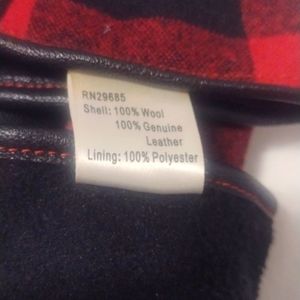 RN29685
Shell: 100% Wool
100% Genuine
Leather
Lining: 100% Polyester